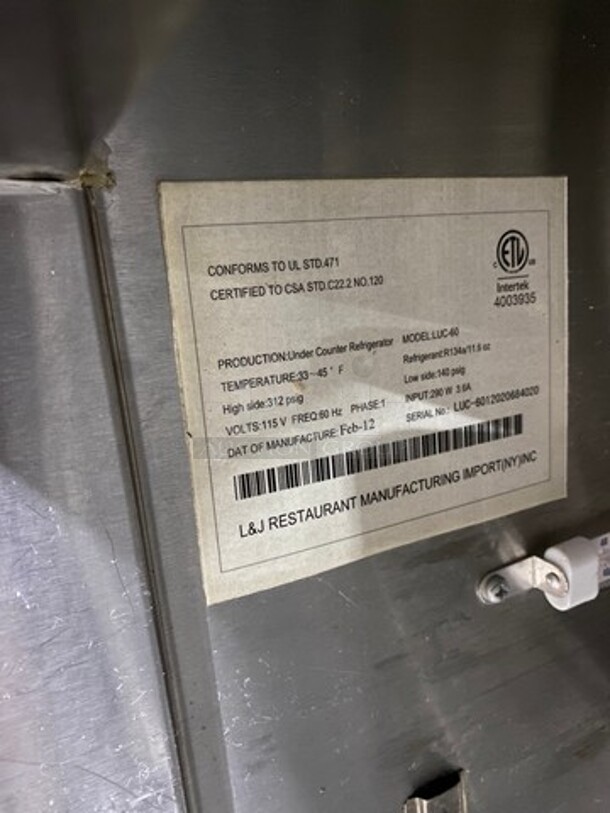 CONFORMS TO UL STD.471
CERTIFIED TO CSA STD.C22.2 NO.120
C ETL US
Intertek
4003935
PRODUCTION:Under Counter Refrigerator MODEL:LUC-60
TEMPERATURE:33~45° F Refrigerant:R134a/11.6 oz
High side:312 psig Low side:140 psig
VOLTS:115 V FREQ:60 Hz PHASE:1 INPUT:290 W 3.6A
DAT OF MANUFACTURE:Feb-12 SERIAL No.: LUC-6012020684020
L&J RESTAURANT MANUFACTURING IMPORT(NY)INC